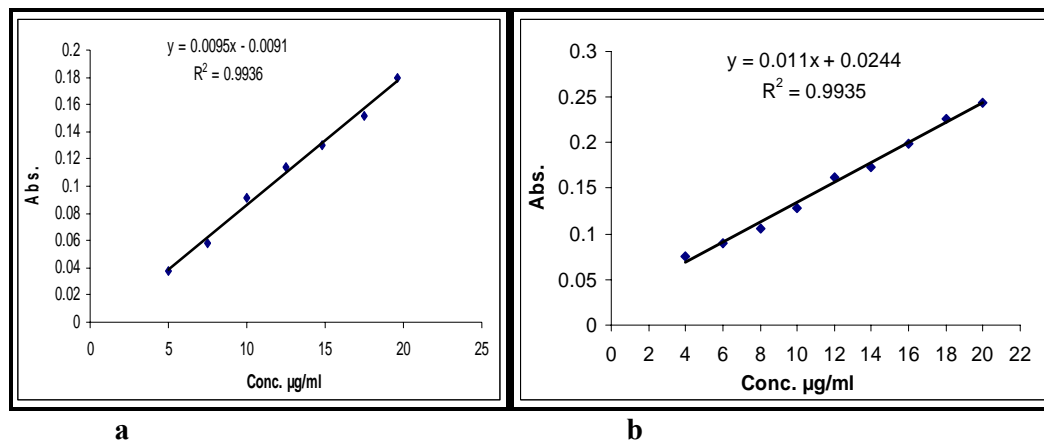 y = 0.0095x - 0.0091
R² = 0.9936
0.2
0.18
0.16
0.14
0.12
0.10
0.08
0.06
0.04
0.02
0
Abs.
0 5 10 15 20 25
Conc. µg/ml
a
y = 0.011x + 0.0244
R² = 0.9935
0.3
0.25
0.2
0.15
0.1
0.05
0
Abs.
0 2 4 6 8 10 12 14 16 18 20 22
Conc. µg/ml
b